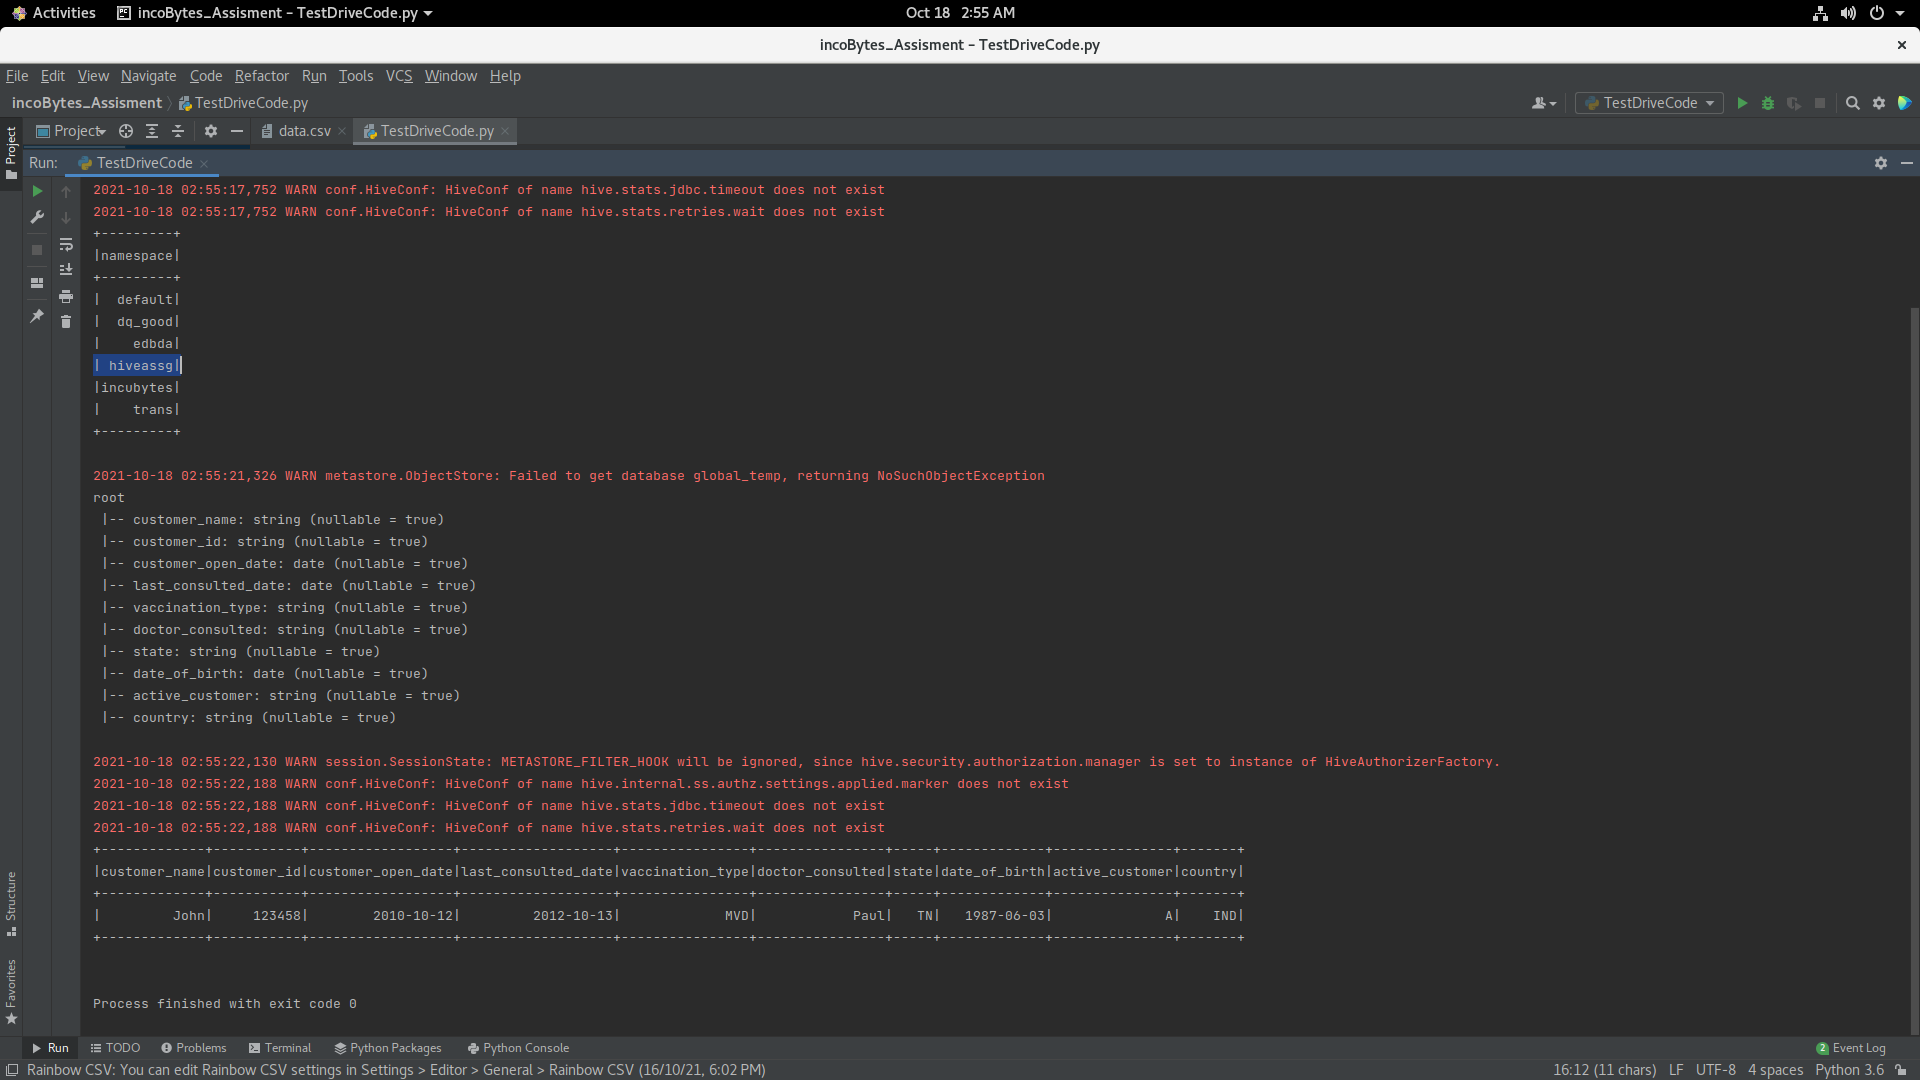 Activities incoBytes_Assisment – TestDriveCode.py Oct 18 2:55 AM
incoBytes_Assisment – TestDriveCode.py
File Edit View Navigate Code Refactor Run Tools VCS Window Help
incoBytes_Assisment TestDriveCode.py TestDriveCode
Project Project data.csv TestDriveCode.py
Run: TestDriveCode
2021-10-18 02:55:17,752 WARN conf.HiveConf: HiveConf of name hive.stats.jdbc.timeout does not exist
2021-10-18 02:55:17,752 WARN conf.HiveConf: HiveConf of name hive.stats.retries.wait does not exist
+---------+
|namespace|
+---------+
|  default|
|  dq_good|
|    edbda|
| hiveassg|
|incubytes|
|    trans|
+---------+
2021-10-18 02:55:21,326 WARN metastore.ObjectStore: Failed to get database global_temp, returning NoSuchObjectException
root
 |-- customer_name: string (nullable = true)
 |-- customer_id: string (nullable = true)
 |-- customer_open_date: date (nullable = true)
 |-- last_consulted_date: date (nullable = true)
 |-- vaccination_type: string (nullable = true)
 |-- doctor_consulted: string (nullable = true)
 |-- state: string (nullable = true)
 |-- date_of_birth: date (nullable = true)
 |-- active_customer: string (nullable = true)
 |-- country: string (nullable = true)
2021-10-18 02:55:22,130 WARN session.SessionState: METASTORE_FILTER_HOOK will be ignored, since hive.security.authorization.manager is set to instance of HiveAuthorizerFactory.
2021-10-18 02:55:22,188 WARN conf.HiveConf: HiveConf of name hive.internal.ss.authz.settings.applied.marker does not exist
2021-10-18 02:55:22,188 WARN conf.HiveConf: HiveConf of name hive.stats.jdbc.timeout does not exist
2021-10-18 02:55:22,188 WARN conf.HiveConf: HiveConf of name hive.stats.retries.wait does not exist
+-------------+-----------+------------------+-------------------+----------------+----------------+-----+-------------+---------------+-------+
|customer_name|customer_id|customer_open_date|last_consulted_date|vaccination_type|doctor_consulted|state|date_of_birth|active_customer|country|
+-------------+-----------+------------------+-------------------+----------------+----------------+-----+-------------+---------------+-------+
|         John|     123458|        2010-10-12|         2012-10-13|             MVD|            Paul|   TN|   1987-06-03|              A|    IND|
+-------------+-----------+------------------+-------------------+----------------+----------------+-----+-------------+---------------+-------+
Structure
Favorites
Process finished with exit code 0
Run TODO Problems Terminal Python Packages Python Console 2 Event Log
Rainbow CSV: You can edit Rainbow CSV settings in Settings > Editor > General > Rainbow CSV (16/10/21, 6:02 PM) 16:12 (11 chars) LF UTF-8 4 spaces Python 3.6